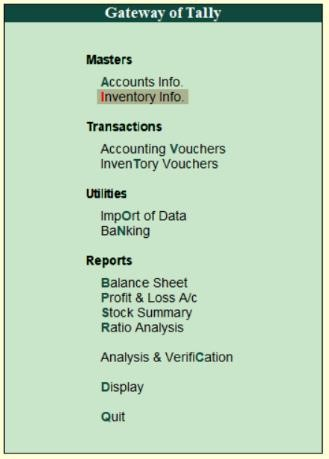 Gateway of Tally
Masters
Accounts Info.
Inventory Info.
Transactions
Accounting Vouchers
InvenTory Vouchers
Utilities
ImpOrt of Data
BaNking
Reports
Balance Sheet
Profit & Loss A/c
Stock Summary
Ratio Analysis
Analysis & VerifiCation
Display
Quit